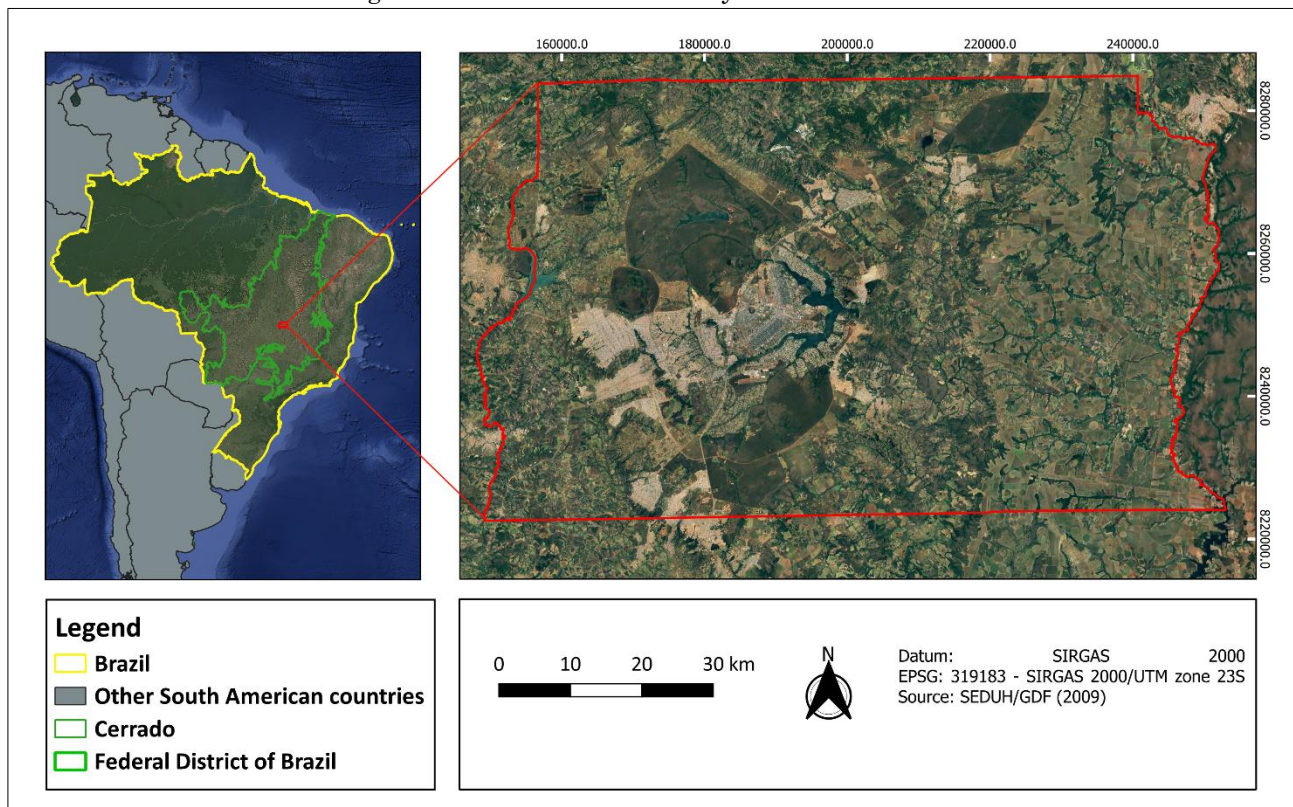 160000.0 180000.0 200000.0 220000.0 240000.0
8280000.0
8260000.0
8240000.0
8220000.0
Legend
Brazil
Other South American countries
Cerrado
Federal District of Brazil
0 10 20 30 km
N
Datum: SIRGAS 2000
EPSG: 319183 - SIRGAS 2000/UTM zone 23S
Source: SEDUH/GDF (2009)